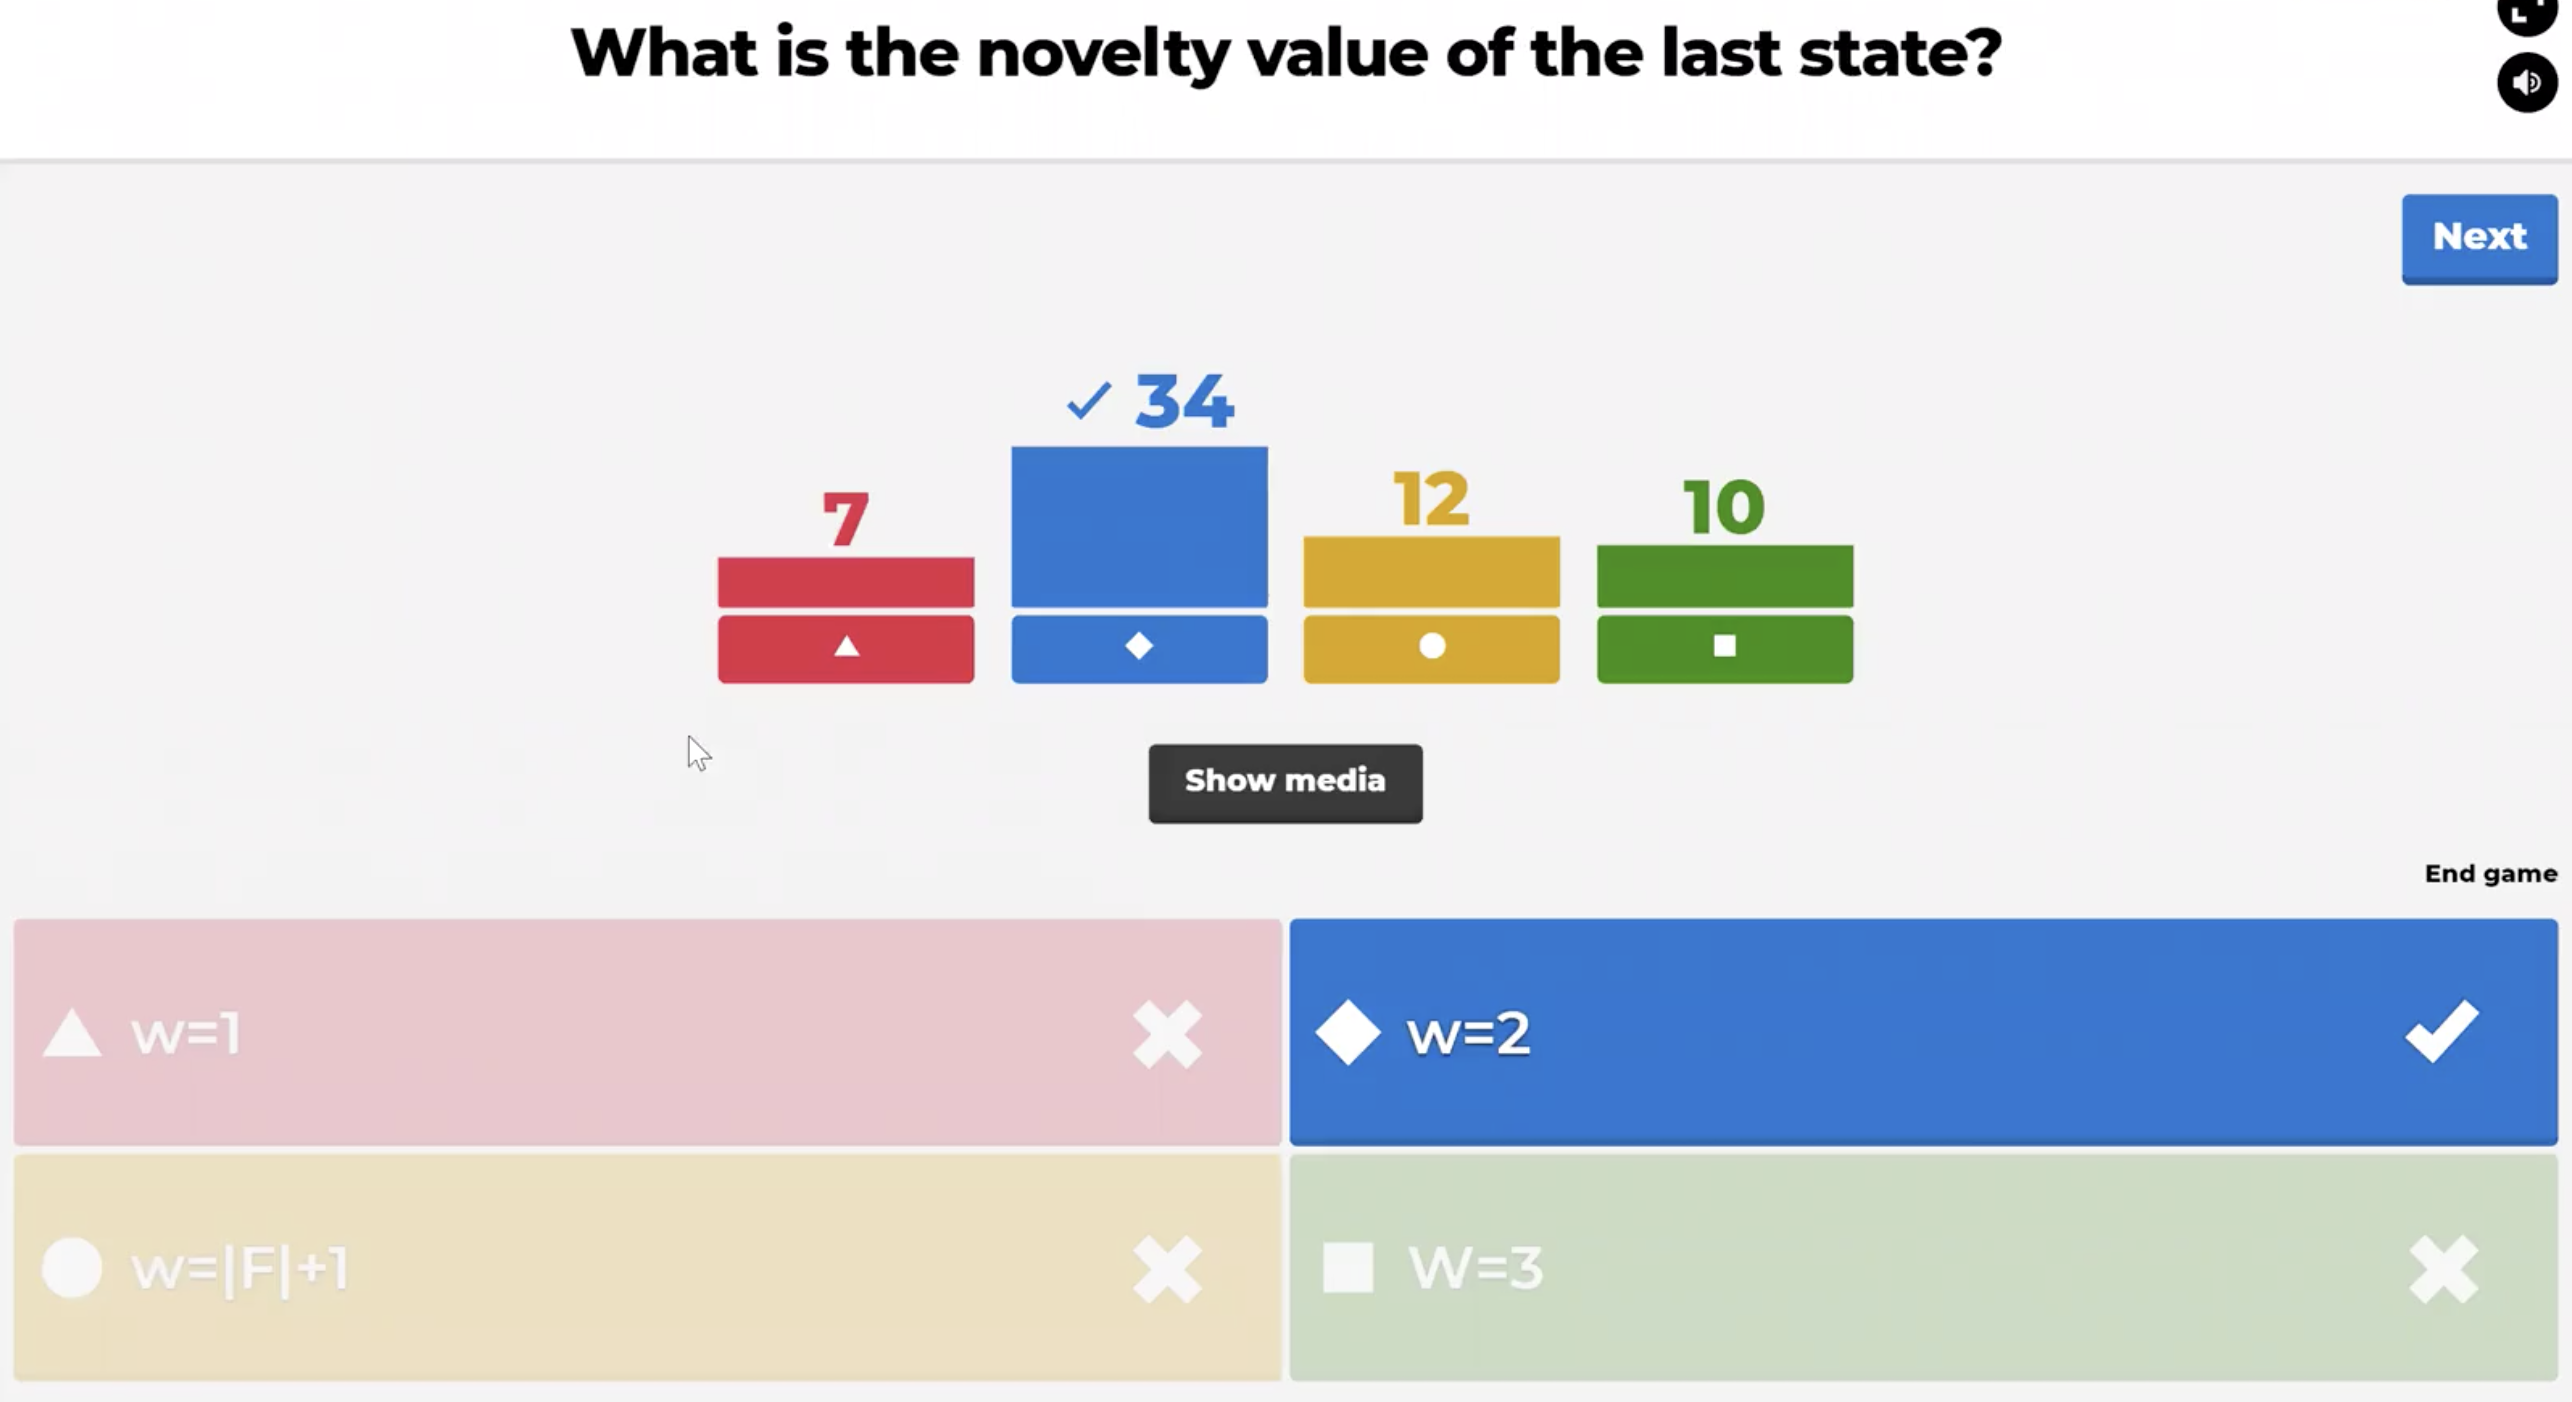 What is the novelty value of the last state?
Next
34
7
12
10
Show media
End game
w=1
w=2
w=|F|+1
W=3